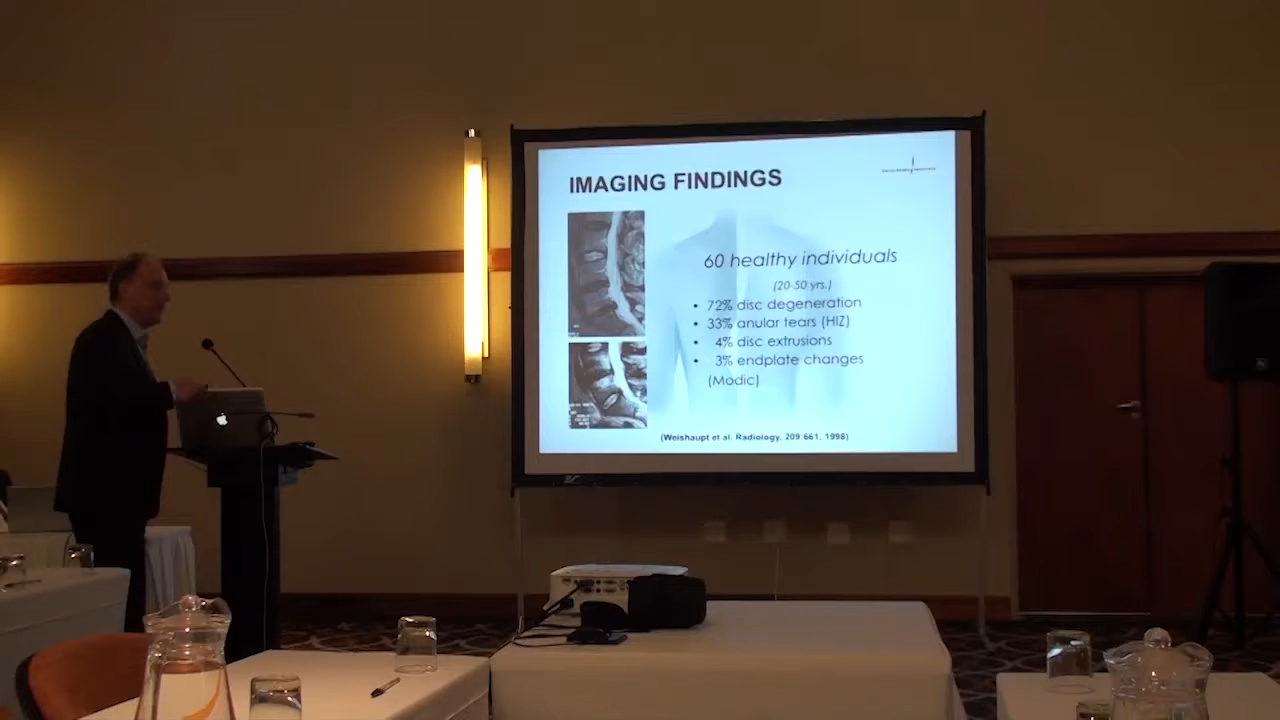 IMAGING FINDINGS
60 healthy individuals
(20-50 yrs.)
• 72% disc degeneration
• 33% anular tears (HIZ)
• 4% disc extrusions
• 3% endplate changes
(Modic)
(Weishaupt et al. Radiology, 209:661, 1998)